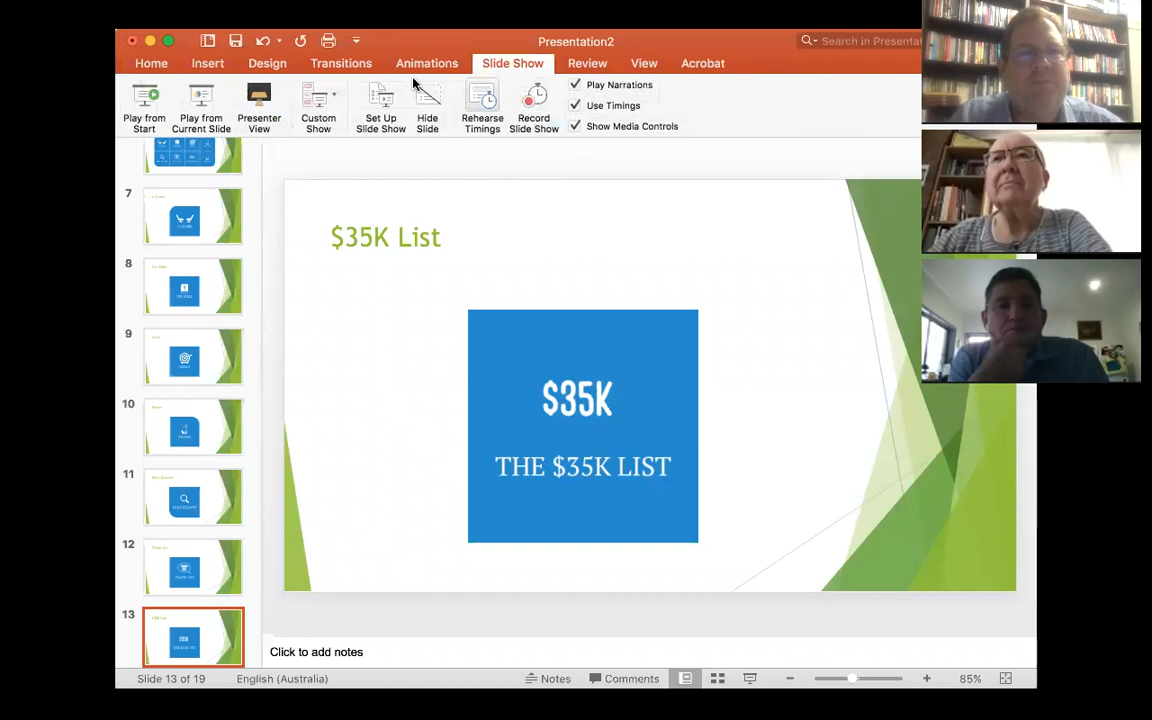 Presentation2
Search in Presentat
Home Insert Design Transitions Animations Slide Show Review View Acrobat
Play from Start
Play from Current Slide
Presenter View
Custom Show
Set Up Slide Show
Hide Slide
Rehearse Timings
Record Slide Show
Play Narrations
Use Timings
Show Media Controls
7
8
9
10
11
12
13
$35K List
$35K
THE $35K LIST
Click to add notes
Slide 13 of 19 English (Australia) Notes Comments 85%